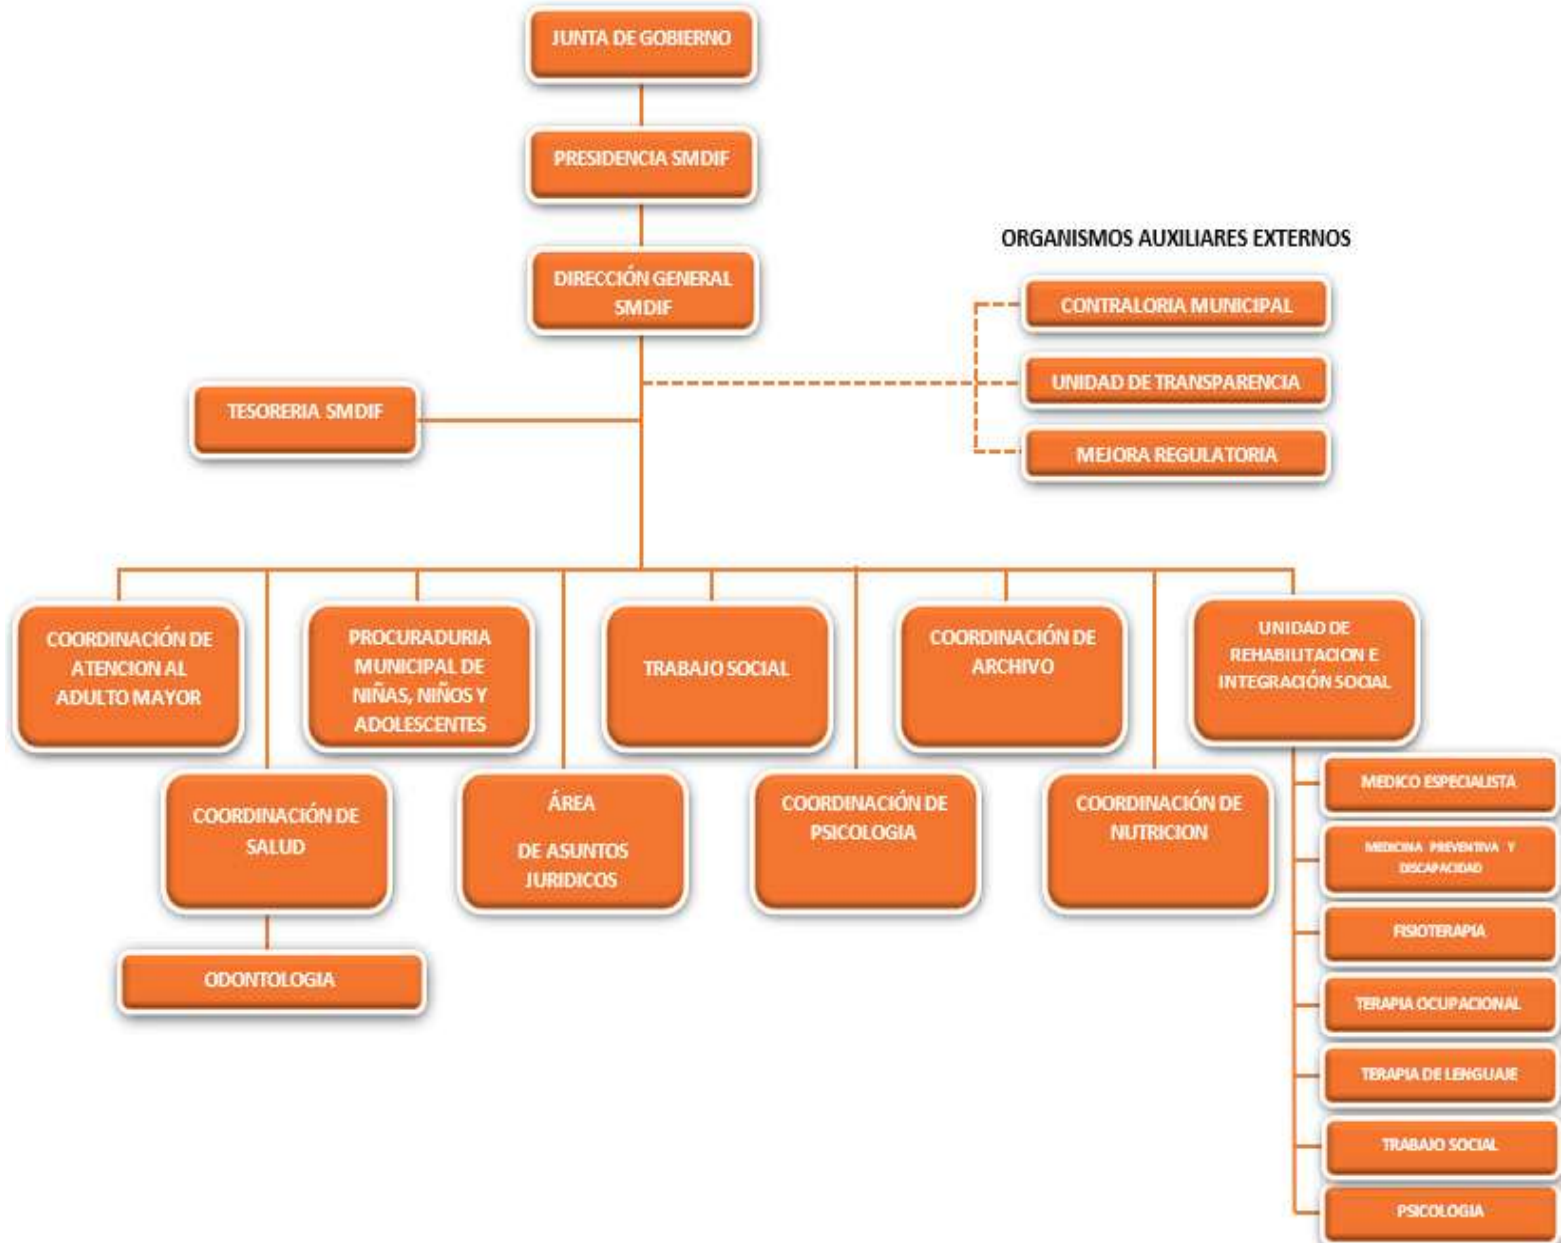 JUNTA DE GOBIERNO
PRESIDENCIA SMDIF
DIRECCIÓN GENERAL
SMDIF
ORGANISMOS AUXILIARES EXTERNOS
CONTRALORIA MUNICIPAL
UNIDAD DE TRANSPARENCIA
MEJORA REGULATORIA
TESORERIA SMDIF
COORDINACIÓN DE
ATENCION AL
ADULTO MAYOR
PROCURADURIA
MUNICIPAL DE
NIÑAS, NIÑOS Y
ADOLESCENTES
TRABAJO SOCIAL
COORDINACIÓN DE
ARCHIVO
UNIDAD DE
REHABILITACION E
INTEGRACIÓN SOCIAL
COORDINACIÓN DE
SALUD
ÁREA
DE ASUNTOS
JURIDICOS
COORDINACIÓN DE
PSICOLOGIA
COORDINACIÓN DE
NUTRICION
ODONTOLOGIA
MEDICO ESPECIALISTA
MEDICINA PREVENTIVA Y
DISCAPACIDAD
FISIOTERAPIA
TERAPIA OCUPACIONAL
TERAPIA DE LENGUAJE
TRABAJO SOCIAL
PSICOLOGIA